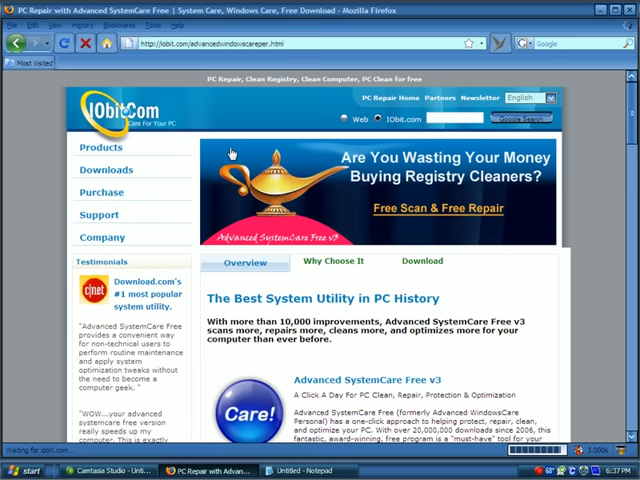 PC Repair with Advanced SystemCare Free | System Care, Windows Care, Free Download - Mozilla Firefox
File Edit View History Bookmarks Tools Help
http://iobit.com/advancedwindowscareper.html
Google
Most Visited
PC Repair, Clean Registry, Clean Computer, PC Clean for free
IObitCom
Care For Your PC
PC Repair Home Partners Newsletter English
Web IObit.com Google Search
Products
Downloads
Purchase
Support
Company
Are You Wasting Your Money
Buying Registry Cleaners?
Free Scan & Free Repair
Advanced SystemCare Free v3
Testimonials
c|net
Download.com's
#1 most popular
system utility.
"Advanced SystemCare Free
provides a convenient way
for non-technical users to
perform routine maintenance
and apply system
optimization tweaks without
the need to become a
computer geek. "
"WOW...your advanced
systemcare free version
really speeds up my
computer. This is exactly
Overview Why Choose It Download
The Best System Utility in PC History
With more than 10,000 improvements, Advanced SystemCare Free v3
scans more, repairs more, cleans more, and optimizes more for your
computer than ever before.
Care!
Advanced SystemCare Free v3
A Click A Day For PC Clean, Repair, Protection & Optimization
Advanced SystemCare Free (formerly Advanced WindowsCare
Personal) has a one-click approach to helping protect, repair, clean,
and optimize your PC. With over 20,000,000 downloads since 2006, this
fantastic, award-winning, free program is a "must-have" tool for your
Waiting for iobit.com...
3.000s
start
Camtasia Studio - Unti...
PC Repair with Advan...
Untitled - Notepad
68°
6:37 PM